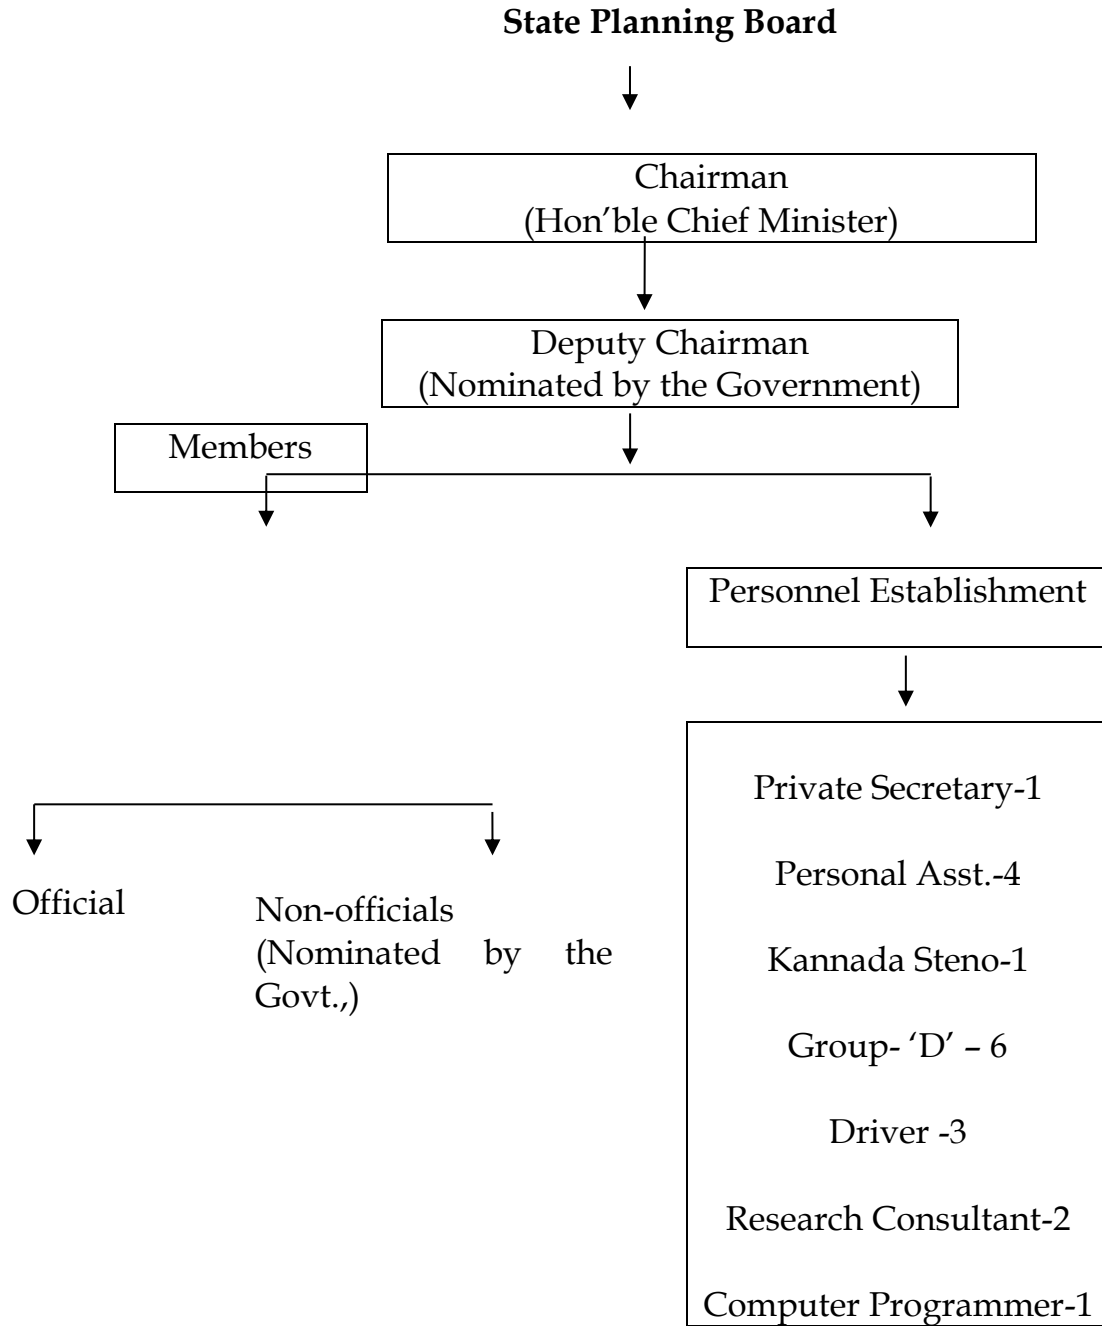 State Planning Board
Chairman
(Hon’ble Chief Minister)
Deputy Chairman
(Nominated by the Government)
Members
Personnel Establishment
Private Secretary-1
Personal Asst.-4
Kannada Steno-1
Group- ‘D’ – 6
Driver -3
Research Consultant-2
Computer Programmer-1
Official
Non-officials
(Nominated by the
Govt.,)